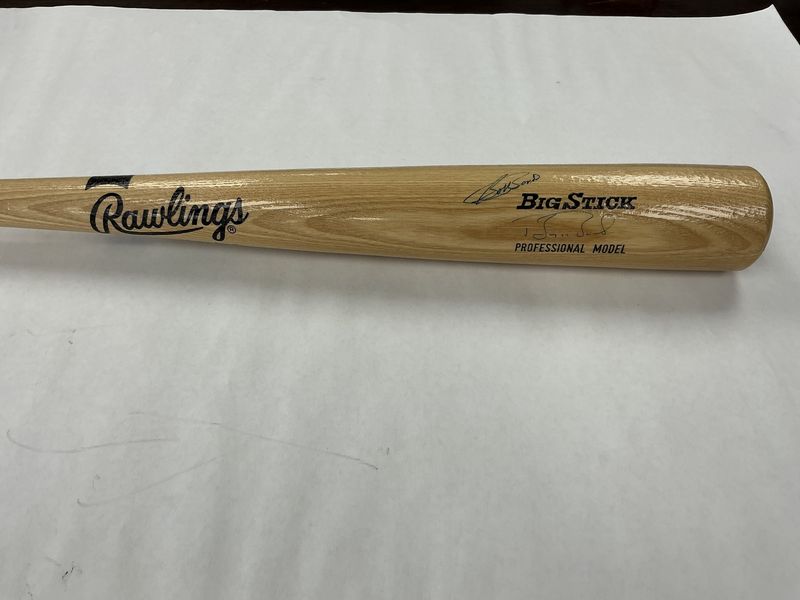 Rawlings®
BIG STICK
PROFESSIONAL MODEL